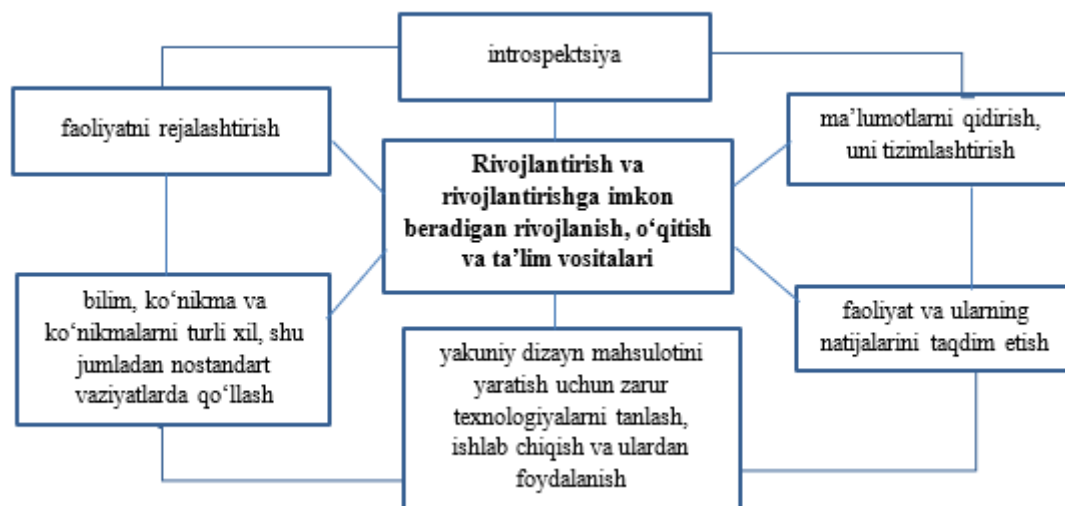 introspektsiya
faoliyatni rejalashtirish
ma’lumotlarni qidirish,
uni tizimlashtirish
Rivojlantirish va
rivojlantirishga imkon
beradigan rivojlanish, o‘qitish
va ta’lim vositalari
bilim, ko‘nikma va
ko‘nikmalarni turli xil, shu
jumladan nostandart
vaziyatlarda qo‘llash
faoliyat va ularning
natijalarini taqdim etish
yakuniy dizayn mahsulotini
yaratish uchun zarur
texnologiyalarni tanlash,
ishlab chiqish va ulardan
foydalanish